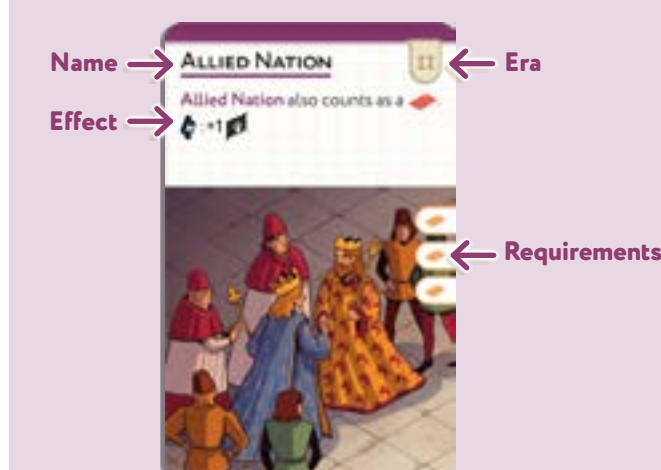 Name
ALLIED NATION
II
Era
Allied Nation also counts as a
Effect
: +1
Requirements